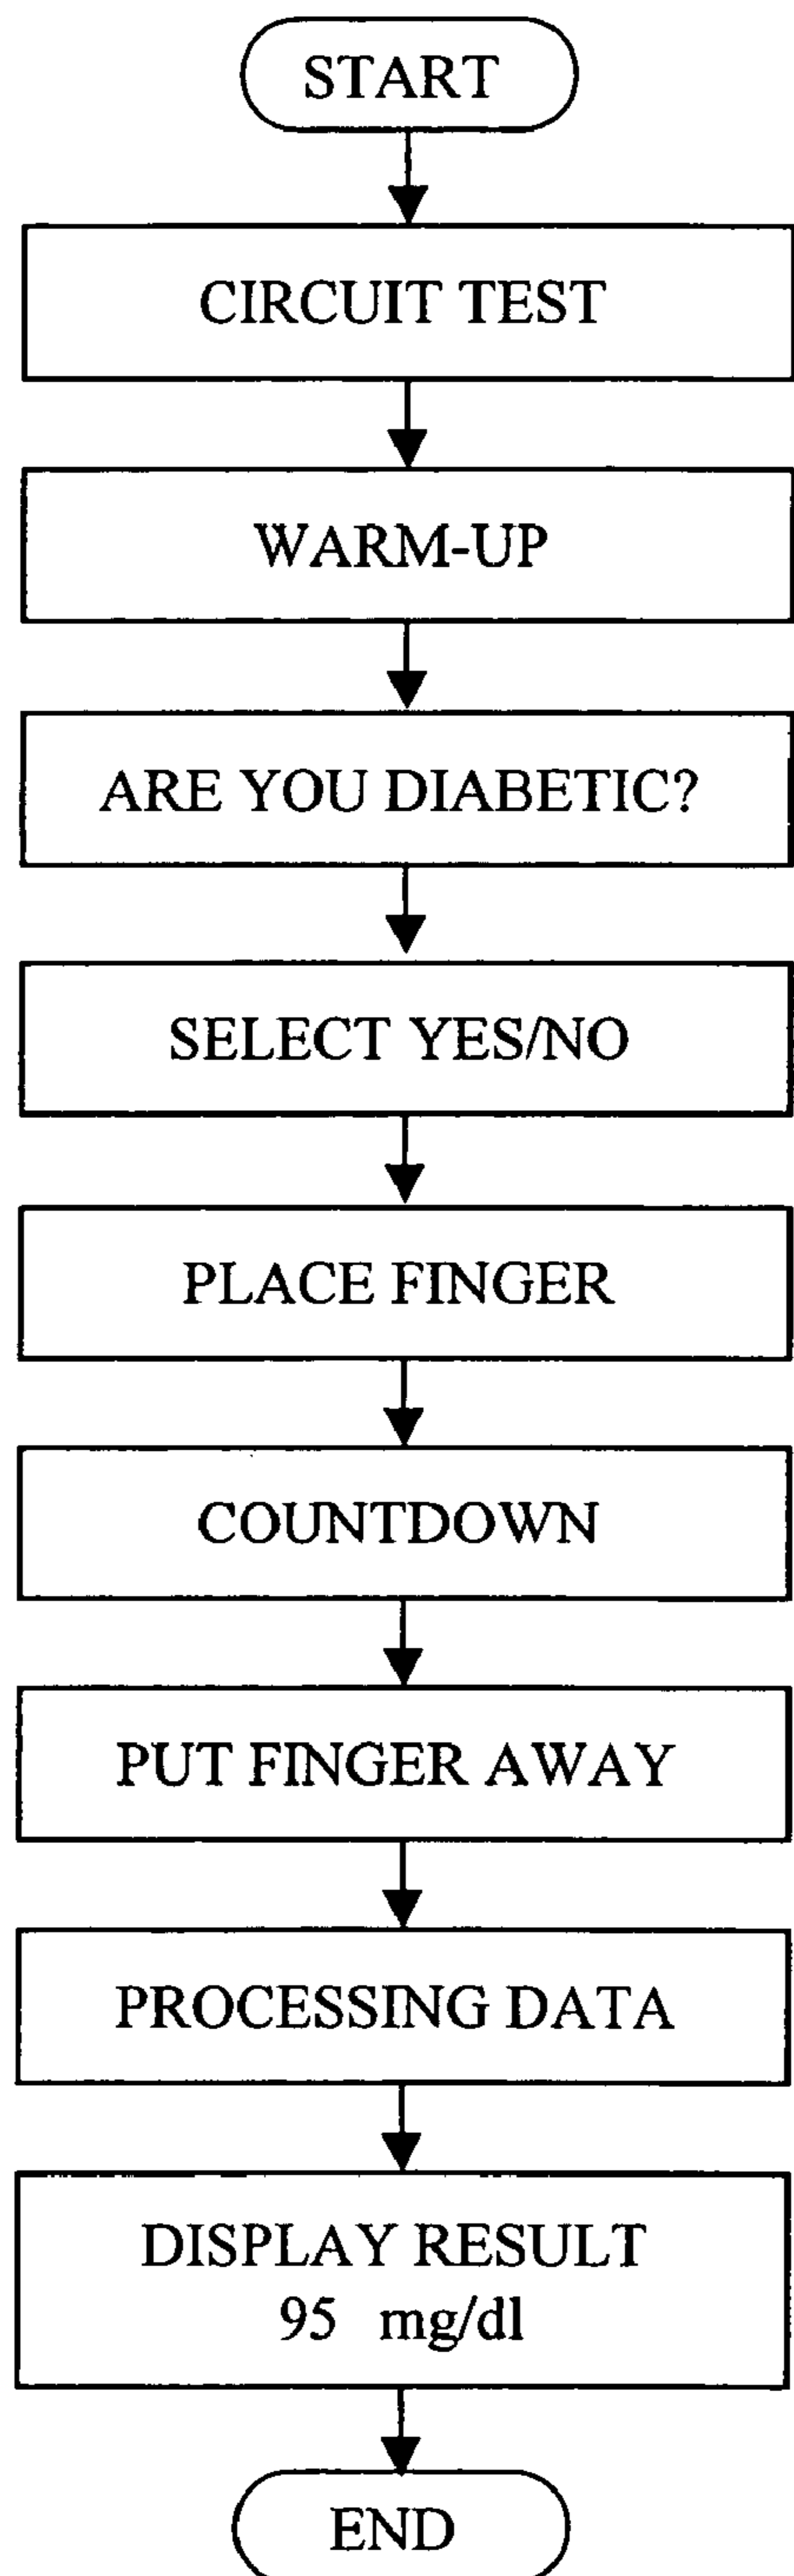 START
CIRCUIT TEST
WARM-UP
ARE YOU DIABETIC?
SELECT YES/NO
PLACE FINGER
COUNTDOWN
PUT FINGER AWAY
PROCESSING DATA
DISPLAY RESULT
95 mg/dl
END